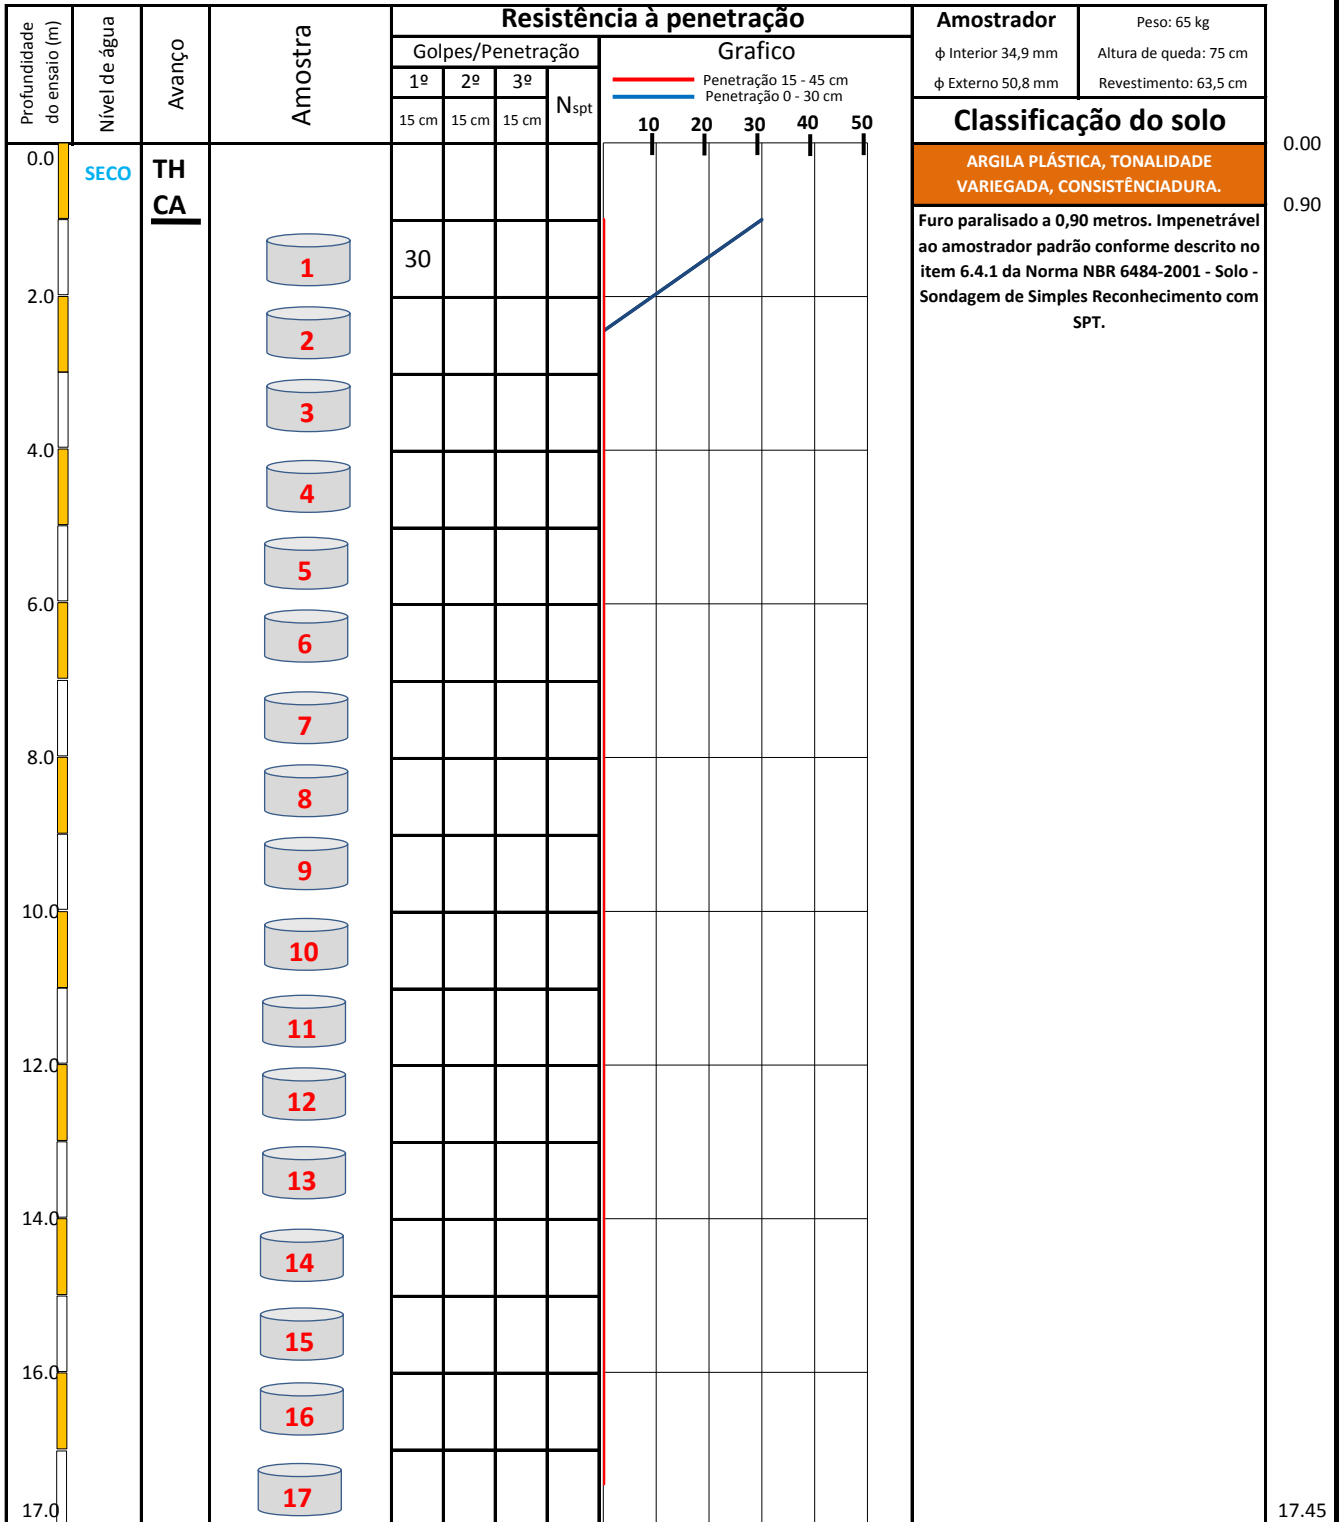 Profundidade
do ensaio (m)
Nível de água
Avanço
Amostra
Resistência à penetração
Golpes/Penetração
1º 2º 3º
15 cm 15 cm 15 cm
Nspt
Grafico
Penetração 15 - 45 cm
Penetração 0 - 30 cm
10 20 30 40 50
Amostrador
ф Interior 34,9 mm
ф Externo 50,8 mm
Peso: 65 kg
Altura de queda: 75 cm
Revestimento: 63,5 cm
Classificação do solo
0.00
0.0
SECO
TH
CA
ARGILA PLÁSTICA, TONALIDADE
VARIEGADA, CONSISTÊNCIADURA.
0.90
Furo paralisado a 0,90 metros. Impenetrável
ao amostrador padrão conforme descrito no
item 6.4.1 da Norma NBR 6484-2001 - Solo -
Sondagem de Simples Reconhecimento com
SPT.
1
30
2.0
2
3
4.0
4
5
6.0
6
7
8.0
8
9
10.0
10
11
12.0
12
13
14.0
14
15
16.0
16
17
17.0
17.45